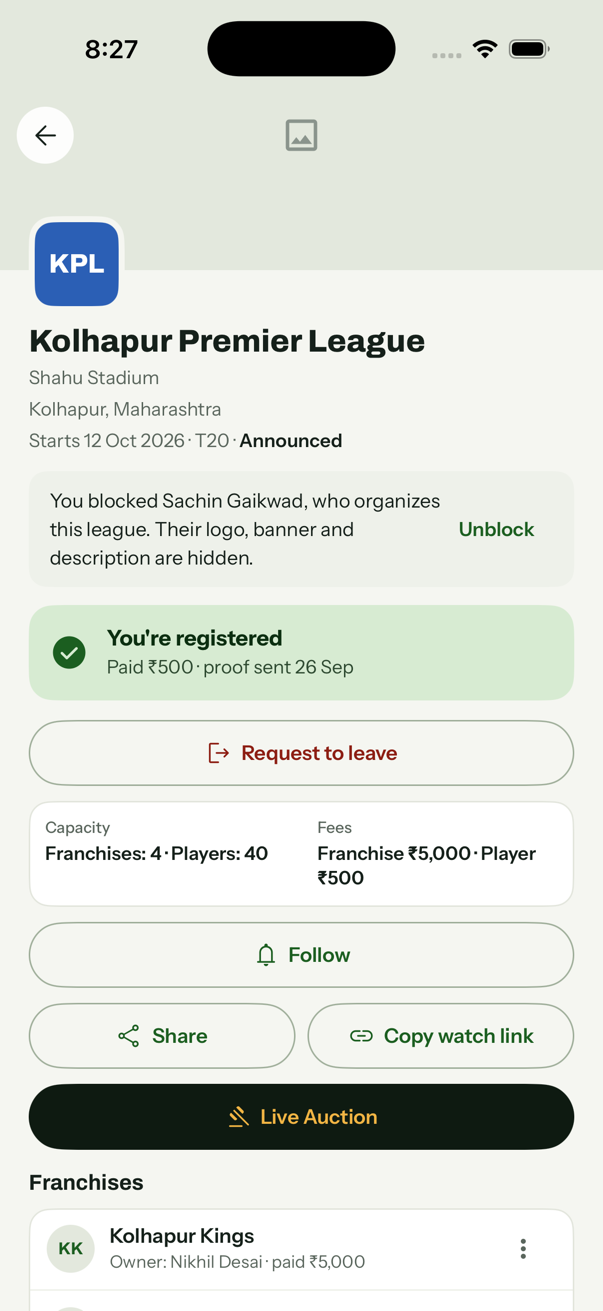 8:27
KPL
Kolhapur Premier League
Shahu Stadium
Kolhapur, Maharashtra
Starts 12 Oct 2026 · T20 · Announced
You blocked Sachin Gaikwad, who organizes
this league. Their logo, banner and
description are hidden.
Unblock
You're registered
Paid ₹500 · proof sent 26 Sep
Request to leave
Capacity
Franchises: 4 · Players: 40
Fees
Franchise ₹5,000 · Player
₹500
Follow
Share
Copy watch link
Live Auction
Franchises
KK
Kolhapur Kings
Owner: Nikhil Desai · paid ₹5,000